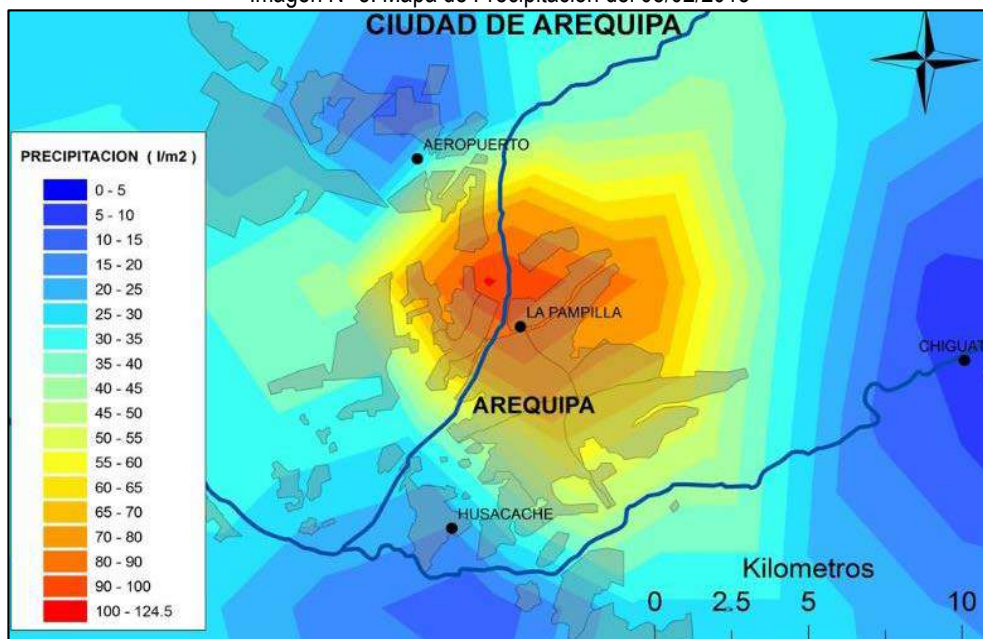 CIUDAD DE AREQUIPA
AEROPUERTO
PRECIPITACION ( l/m2 )
0 - 5
5 - 10
10 - 15
15 - 20
20 - 25
25 - 30
30 - 35
35 - 40
40 - 45
45 - 50
50 - 55
55 - 60
60 - 65
65 - 70
70 - 80
80 - 90
90 - 100
100 - 124.5
LA PAMPILLA
CHIGUAT
AREQUIPA
HUSACACHE
Kilometros
0 2.5 5 10